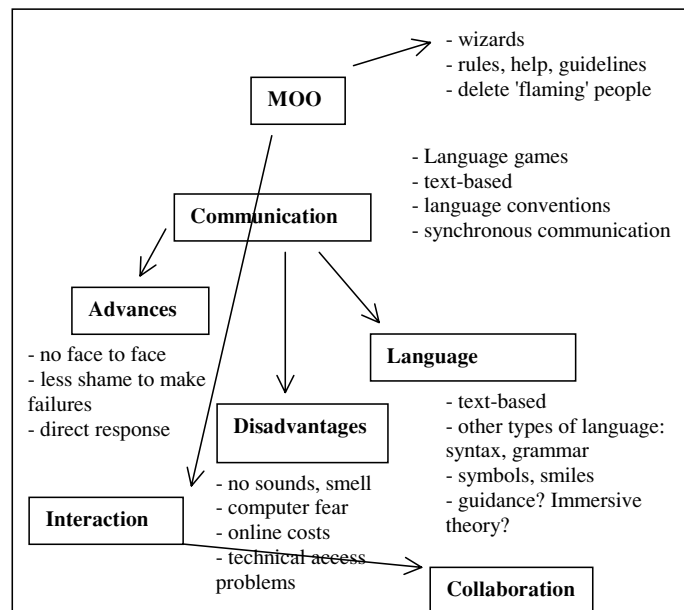 - wizards
- rules, help, guidelines
- delete 'flaming' people
MOO
- Language games
- text-based
- language conventions
- synchronous communication
Communication
Advances
- no face to face
- less shame to make
failures
- direct response
Language
- text-based
- other types of language:
syntax, grammar
- symbols, smiles
- guidance? Immersive
theory?
Disadvantages
- no sounds, smell
- computer fear
- online costs
- technical access
problems
Interaction
Collaboration